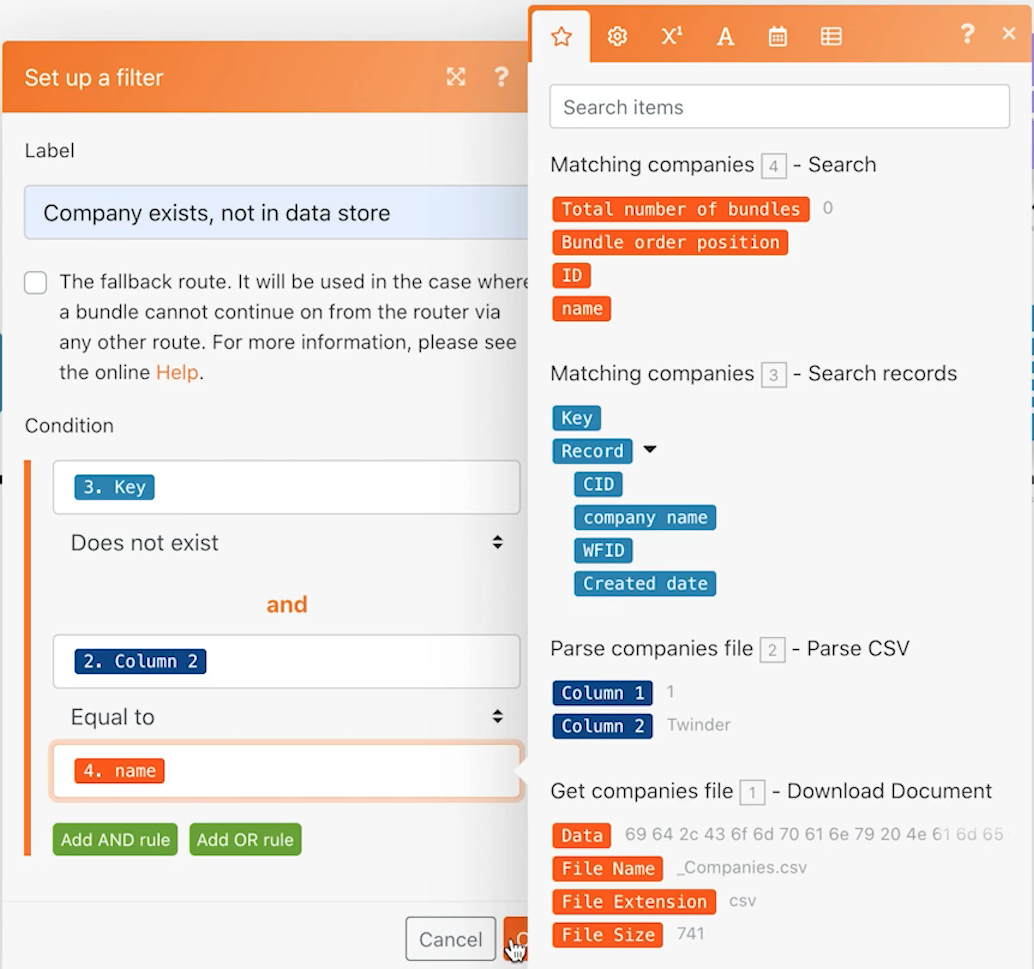 Set up a filter
?
Label
Company exists, not in data store
The fallback route. It will be used in the case where
a bundle cannot continue on from the router via
any other route. For more information, please see
the online Help.
Condition
3. Key
Does not exist
and
2. Column 2
Equal to
4. name
Add AND rule
Add OR rule
Cancel
X¹
A
?
Search items
Matching companies 4 - Search
Total number of bundles 0
Bundle order position
ID
name
Matching companies 3 - Search records
Key
Record
CID
company name
WFID
Created date
Parse companies file 2 - Parse CSV
Column 1 1
Column 2 Twinder
Get companies file 1 - Download Document
Data 69 64 2c 43 6f 6d 70 61 6e 79 20 4e 61 6d 65
File Name _Companies.csv
File Extension csv
File Size 741